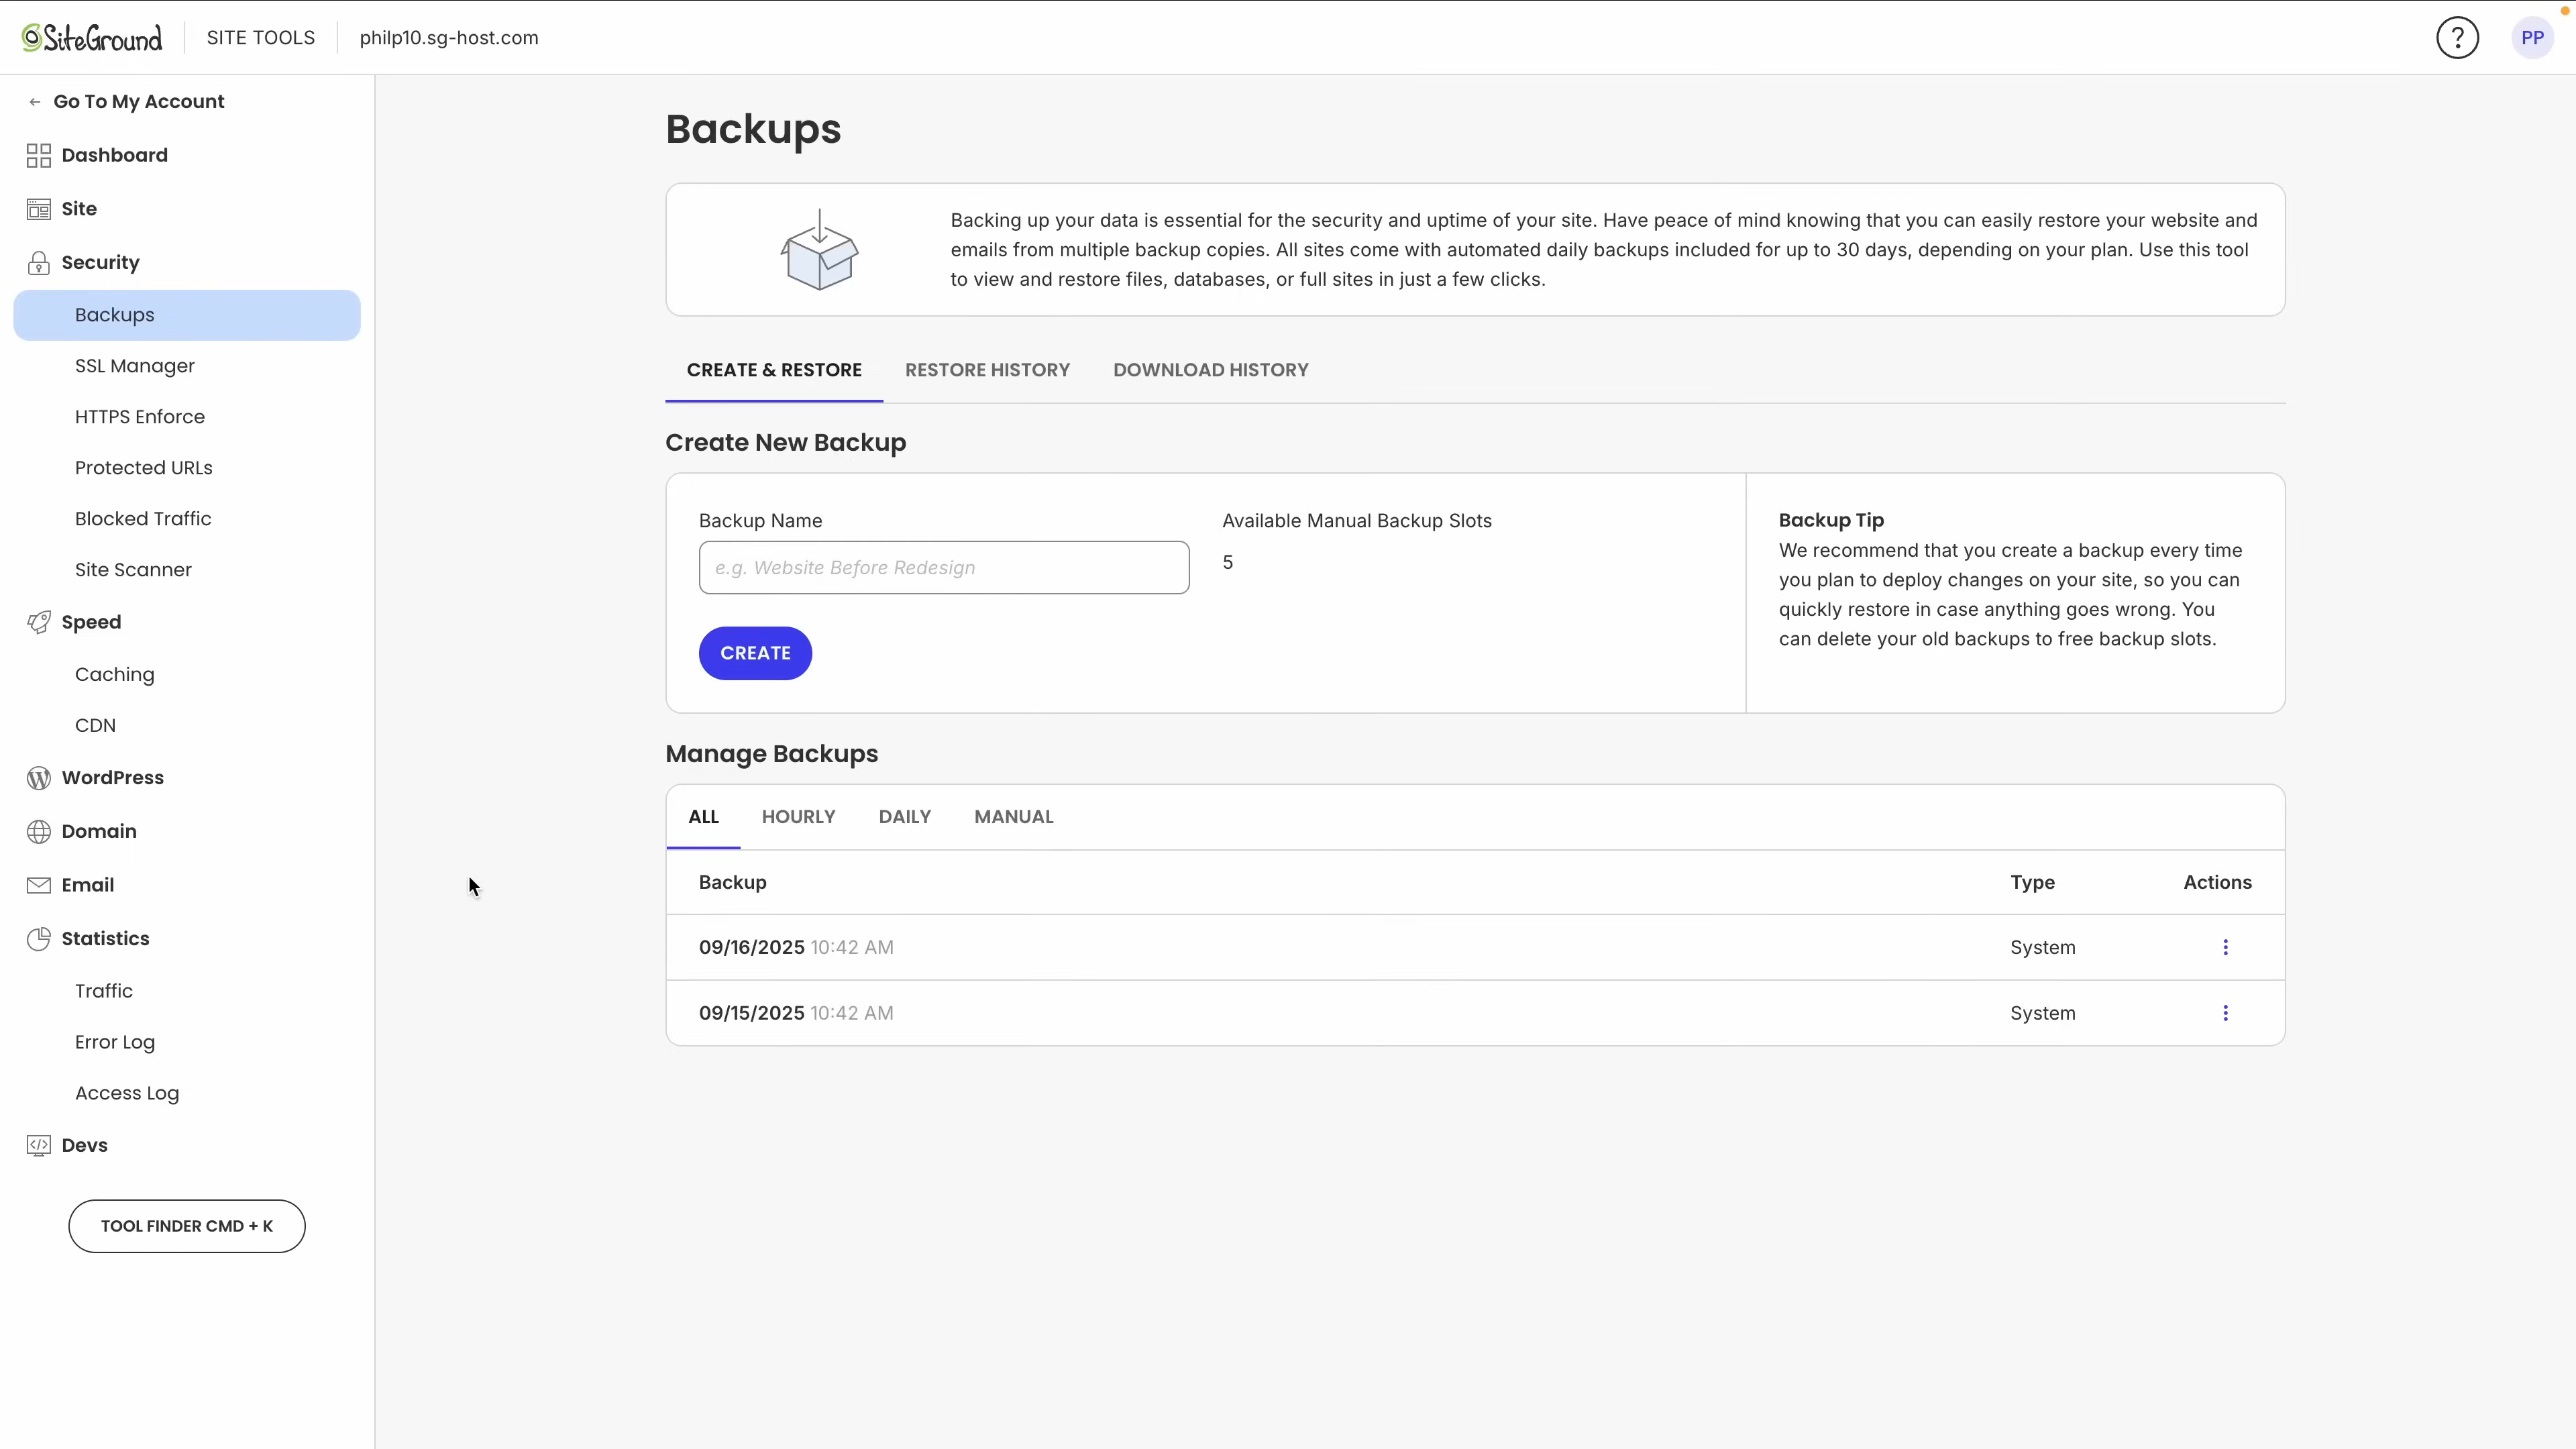 SiteGround
SITE TOOLS
philp10.sg-host.com
?
PP
← Go To My Account
Dashboard
Site
Security
Backups
SSL Manager
HTTPS Enforce
Protected URLs
Blocked Traffic
Site Scanner
Speed
Caching
CDN
WordPress
Domain
Email
Statistics
Traffic
Error Log
Access Log
Devs
TOOL FINDER CMD + K
Backups
Backing up your data is essential for the security and uptime of your site. Have peace of mind knowing that you can easily restore your website and
emails from multiple backup copies. All sites come with automated daily backups included for up to 30 days, depending on your plan. Use this tool
to view and restore files, databases, or full sites in just a few clicks.
CREATE & RESTORE
RESTORE HISTORY
DOWNLOAD HISTORY
Create New Backup
Backup Name
e.g. Website Before Redesign
Available Manual Backup Slots
5
CREATE
Backup Tip
We recommend that you create a backup every time
you plan to deploy changes on your site, so you can
quickly restore in case anything goes wrong. You
can delete your old backups to free backup slots.
Manage Backups
ALL
HOURLY
DAILY
MANUAL
Backup
Type
Actions
09/16/2025 10:42 AM
System
09/15/2025 10:42 AM
System